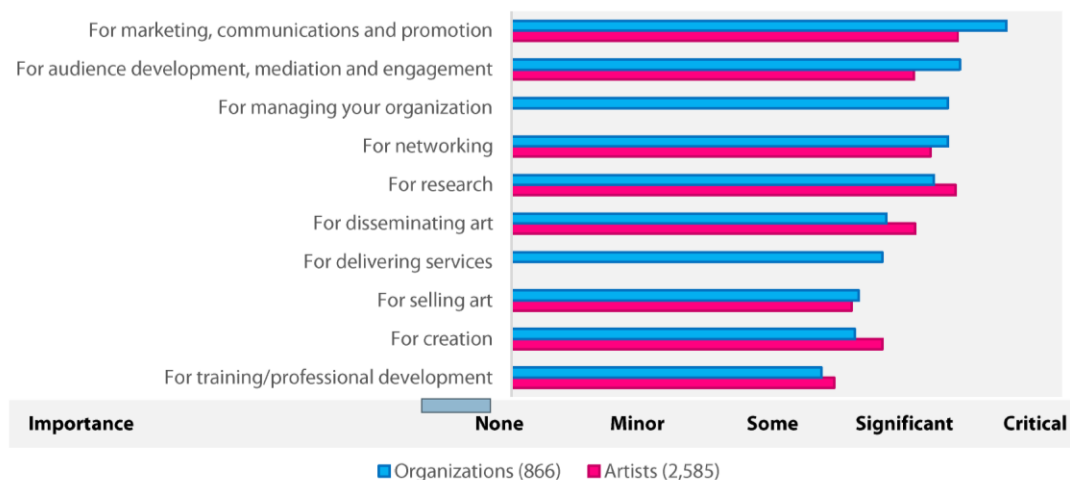 For marketing, communications and promotion
For audience development, mediation and engagement
For managing your organization
For networking
For research
For disseminating art
For delivering services
For selling art
For creation
For training/professional development
Importance None Minor Some Significant Critical
Organizations (866) Artists (2,585)